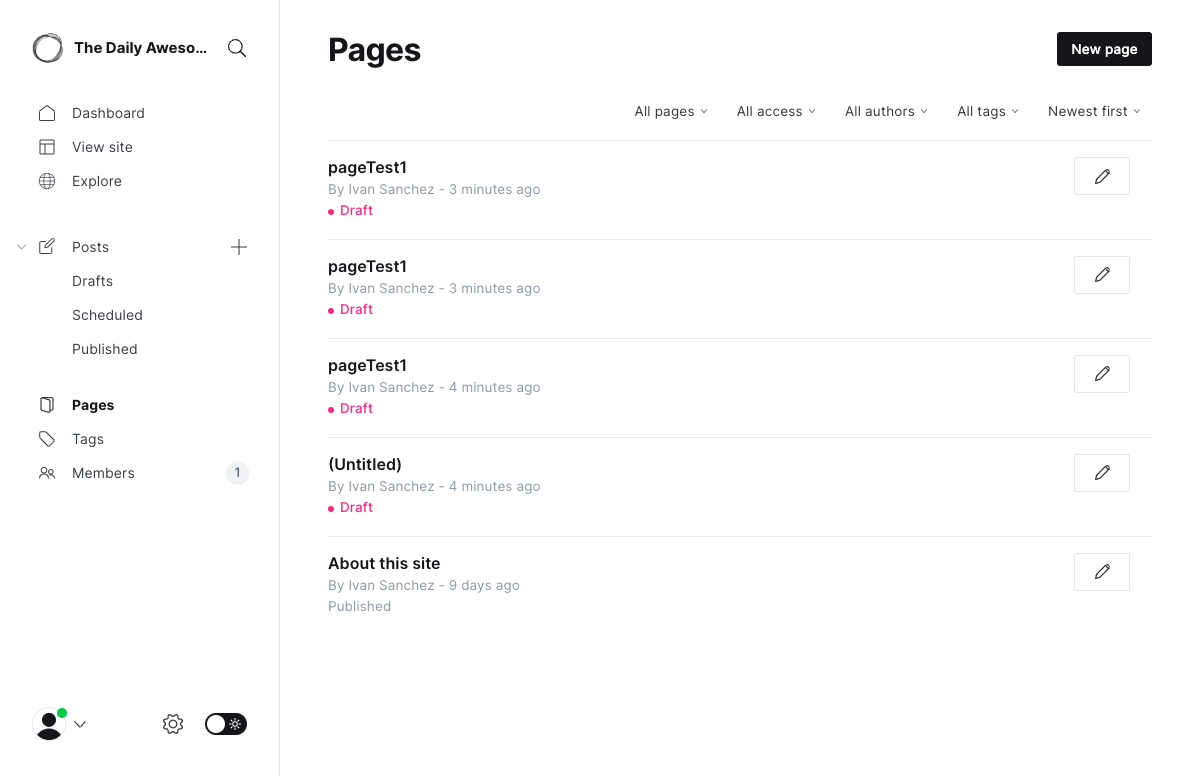 The Daily Aweso...
Dashboard
View site
Explore
Posts
Drafts
Scheduled
Published
Pages
Tags
Members 1
Pages
New page
All pages All access All authors All tags Newest first
pageTest1
By Ivan Sanchez - 3 minutes ago
Draft
pageTest1
By Ivan Sanchez - 3 minutes ago
Draft
pageTest1
By Ivan Sanchez - 4 minutes ago
Draft
(Untitled)
By Ivan Sanchez - 4 minutes ago
Draft
About this site
By Ivan Sanchez - 9 days ago
Published